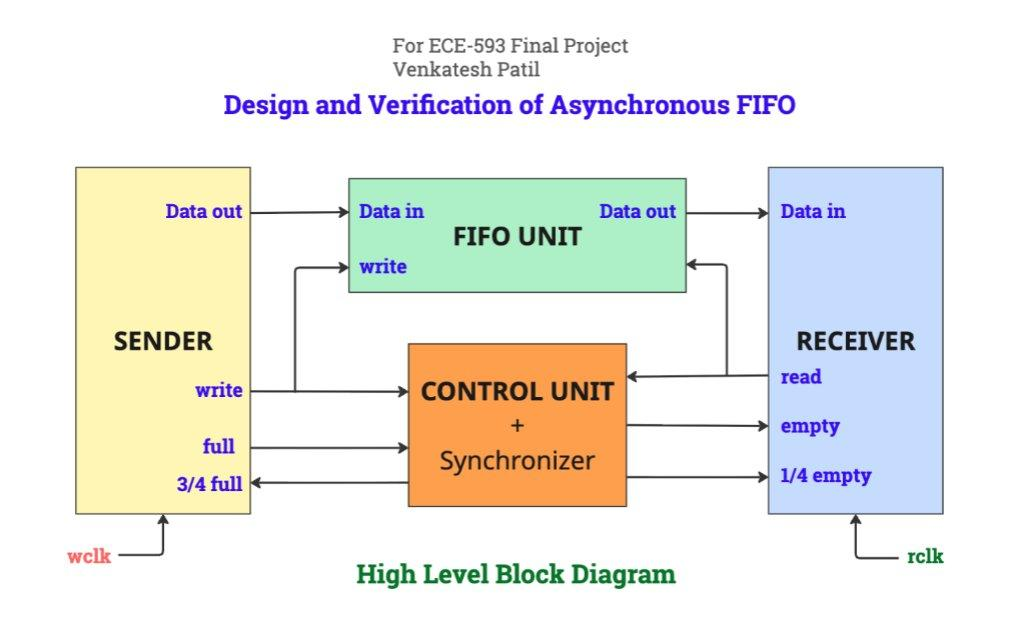 For ECE-593 Final Project
Venkatesh Patil
Design and Verification of Asynchronous FIFO
Data out
Data in
Data out
Data in
FIFO UNIT
write
SENDER
RECEIVER
write
CONTROL UNIT
read
+
empty
full
Synchronizer
3/4 full
1/4 empty
wclk
rclk
High Level Block Diagram